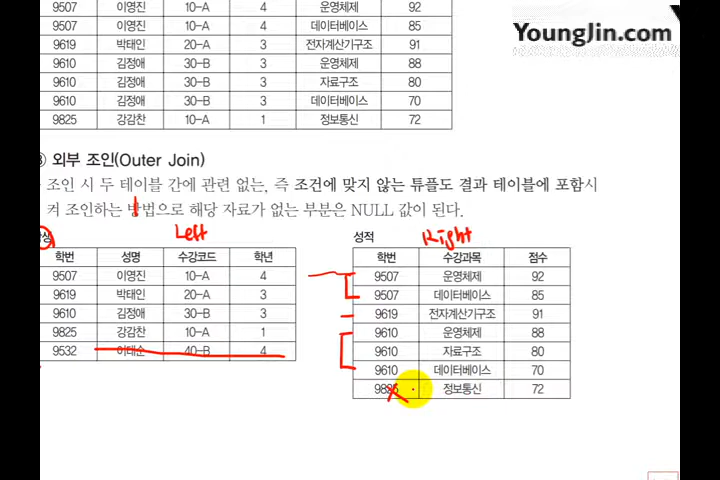 9507 이영진 10-A 4 운영체제 92
9507 이영진 10-A 4 데이터베이스 85
9619 박태인 20-A 3 전자계산기구조 91
9610 김정애 30-B 3 운영체제 88
9610 김정애 30-B 3 자료구조 80
9610 김정애 30-B 3 데이터베이스 70
9825 강감찬 10-A 1 정보통신 72
YoungJin.com
외부 조인(Outer Join)
조인 시 두 테이블 간에 관련 없는, 즉 조건에 맞지 않는 튜플도 결과 테이블에 포함시
켜 조인하는 방법으로 해당 자료가 없는 부분은 NULL 값이 된다.
Left
학번 성명 수강코드 학년
9507 이영진 10-A 4
9619 박태인 20-A 3
9610 김정애 30-B 3
9825 강감찬 10-A 1
9532 이태순 40-B 4
성적 Right
학번 수강과목 점수
9507 운영체제 92
9507 데이터베이스 85
9619 전자계산기구조 91
9610 운영체제 88
9610 자료구조 80
9610 데이터베이스 70
9825 정보통신 72